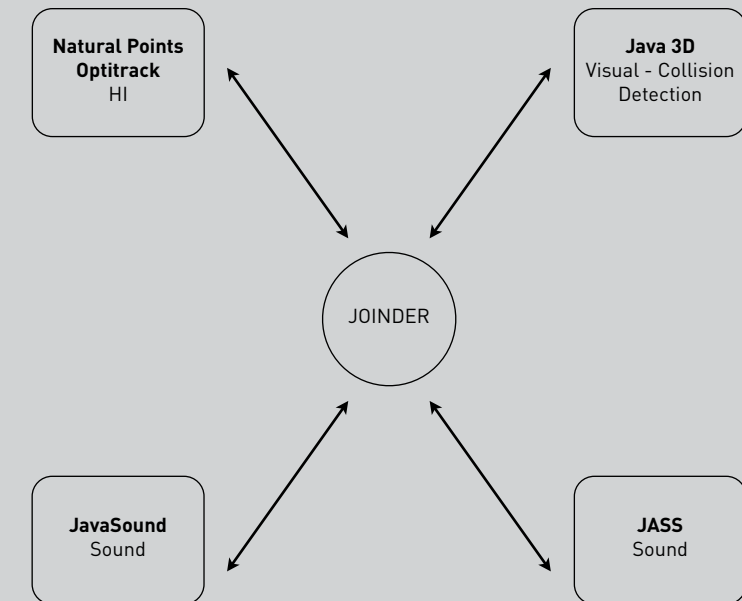 Natural Points
Optitrack
HI
Java 3D
Visual - Collision
Detection
JOINDER
JavaSound
Sound
JASS
Sound